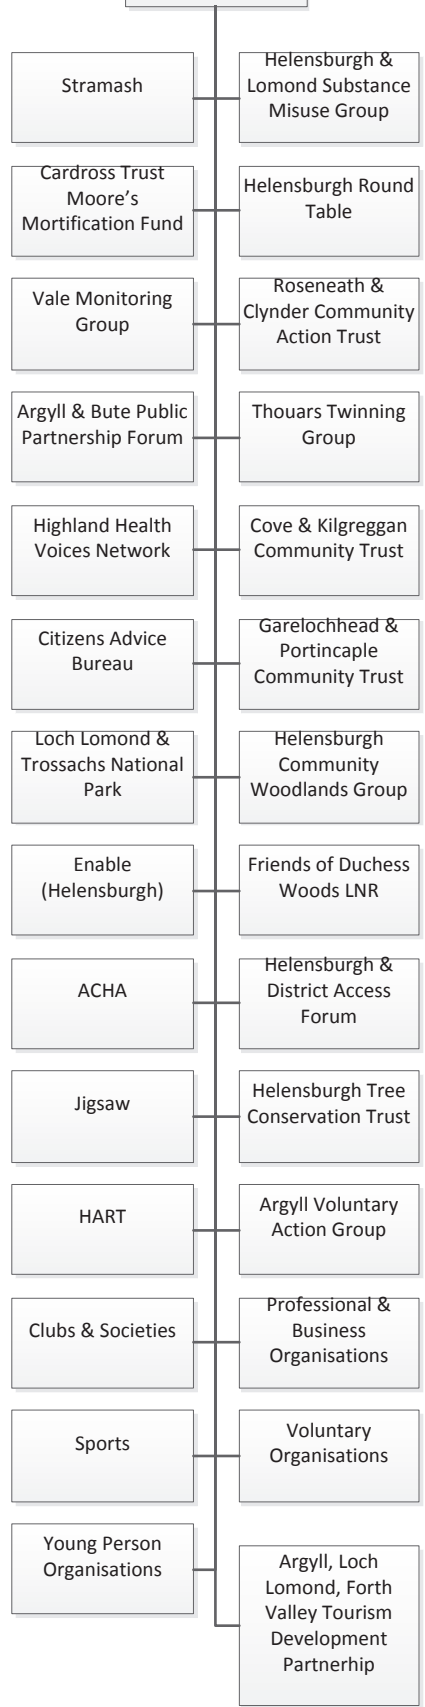 Stramash
Helensburgh &
Lomond Substance
Misuse Group
Cardross Trust
Moore's
Mortification Fund
Helensburgh Round
Table
Vale Monitoring
Group
Roseneath &
Clynder Community
Action Trust
Argyll & Bute Public
Partnership Forum
Thouars Twinning
Group
Highland Health
Voices Network
Cove & Kilgreggan
Community Trust
Citizens Advice
Bureau
Garelochhead &
Portincaple
Community Trust
Loch Lomond &
Trossachs National
Park
Helensburgh
Community
Woodlands Group
Enable
(Helensburgh)
Friends of Duchess
Woods LNR
ACHA
Helensburgh &
District Access
Forum
Jigsaw
Helensburgh Tree
Conservation Trust
HART
Argyll Voluntary
Action Group
Clubs & Societies
Professional &
Business
Organisations
Sports
Voluntary
Organisations
Young Person
Organisations
Argyll, Loch
Lomond, Forth
Valley Tourism
Development
Partnerhip